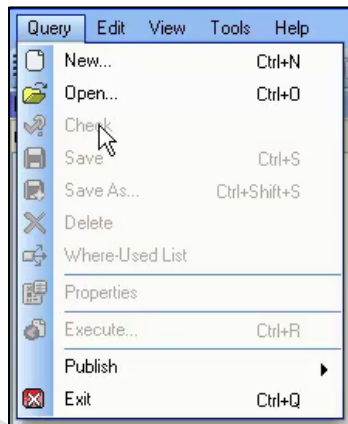 Query Edit View Tools Help
New... Ctrl+N
Open... Ctrl+O
Check
Save Ctrl+S
Save As... Ctrl+Shift+S
Delete
Where-Used List
Properties
Execute... Ctrl+R
Publish
Exit Ctrl+Q